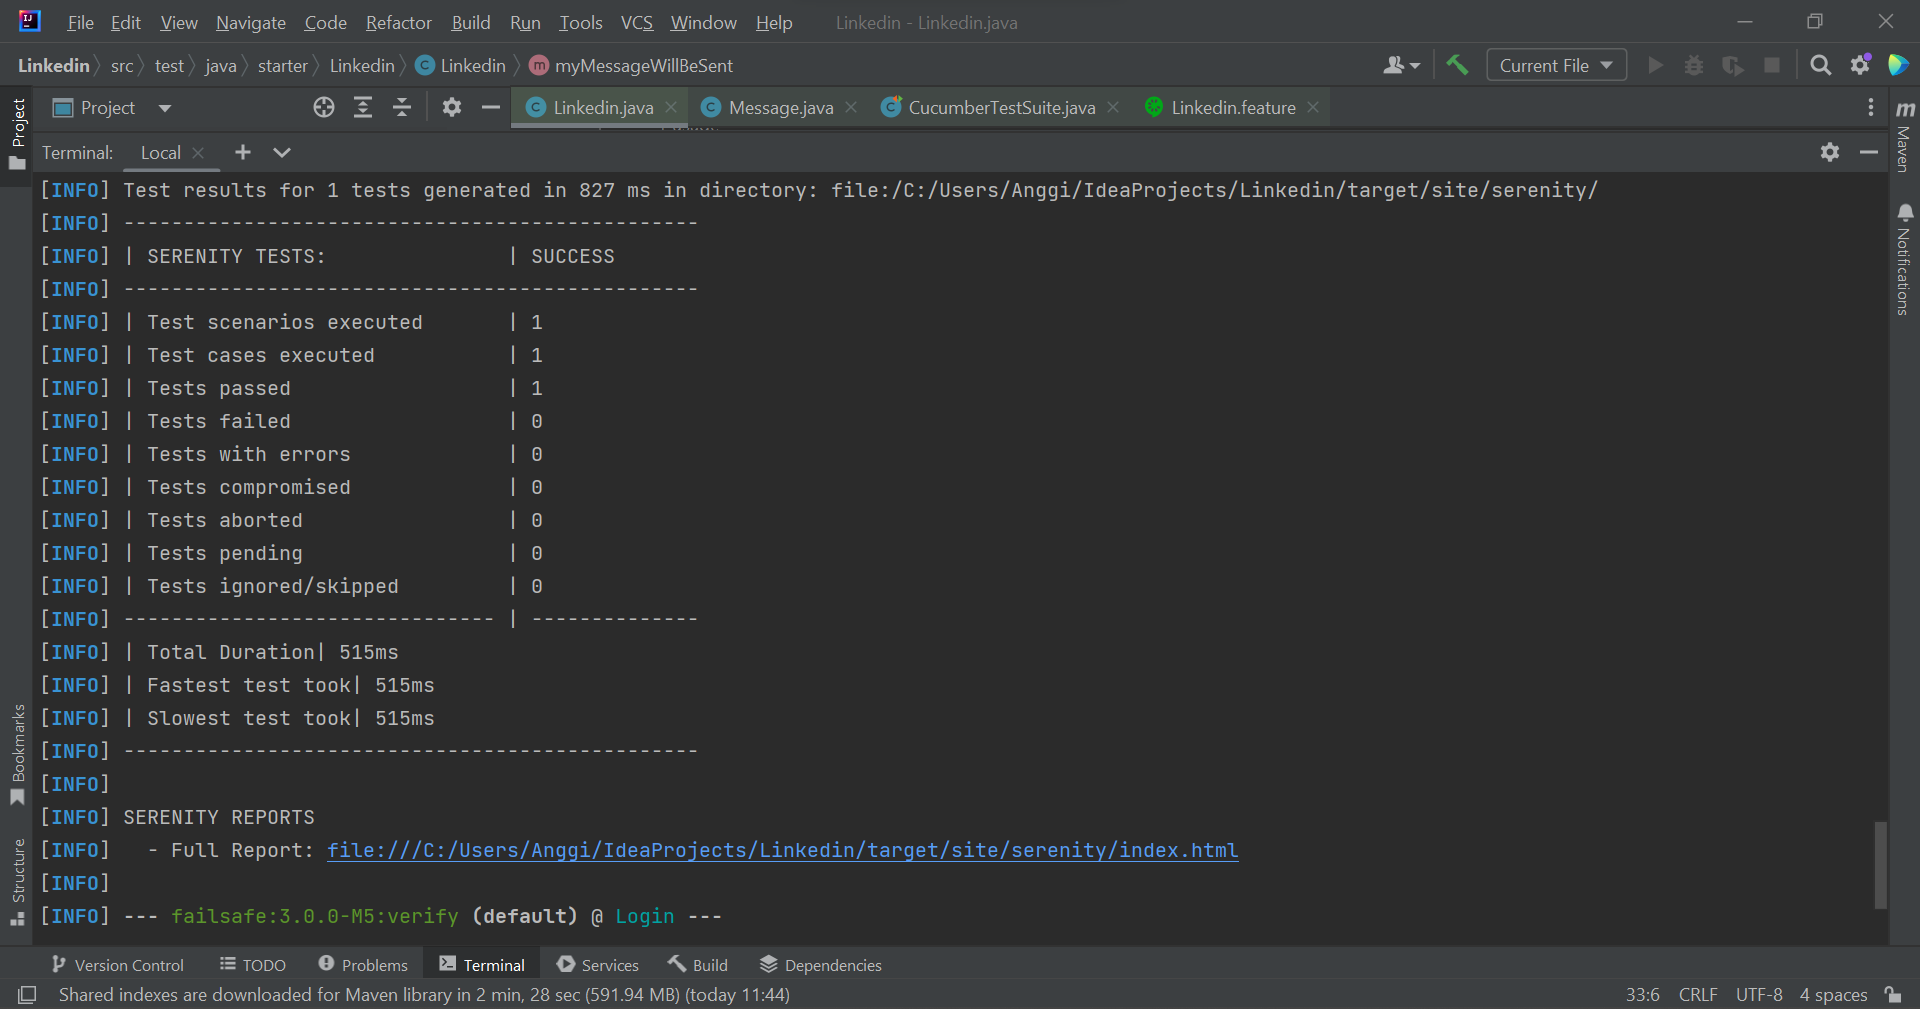 File Edit View Navigate Code Refactor Build Run Tools VCS Window Help Linkedin - Linkedin.java
Linkedin src test java starter Linkedin Linkedin myMessageWillBeSent Current File
Project Linkedin.java Message.java CucumberTestSuite.java Linkedin.feature
Terminal: Local
[INFO] Test results for 1 tests generated in 827 ms in directory: file:/C:/Users/Anggi/IdeaProjects/Linkedin/target/site/serenity/
[INFO] ------------------------------------------------
[INFO] | SERENITY TESTS:               | SUCCESS
[INFO] ------------------------------------------------
[INFO] | Test scenarios executed       | 1
[INFO] | Test cases executed           | 1
[INFO] | Tests passed                  | 1
[INFO] | Tests failed                  | 0
[INFO] | Tests with errors             | 0
[INFO] | Tests compromised             | 0
[INFO] | Tests aborted                 | 0
[INFO] | Tests pending                 | 0
[INFO] | Tests ignored/skipped         | 0
[INFO] ------------------------------- | --------------
[INFO] | Total Duration| 515ms
[INFO] | Fastest test took| 515ms
[INFO] | Slowest test took| 515ms
[INFO] ------------------------------------------------
[INFO]
[INFO] SERENITY REPORTS
[INFO]   - Full Report: file:///C:/Users/Anggi/IdeaProjects/Linkedin/target/site/serenity/index.html
[INFO]
[INFO] --- failsafe:3.0.0-M5:verify (default) @ Login ---
Project
Bookmarks
Structure
Maven
Notifications
Version Control TODO Problems Terminal Services Build Dependencies
Shared indexes are downloaded for Maven library in 2 min, 28 sec (591.94 MB) (today 11:44) 33:6 CRLF UTF-8 4 spaces